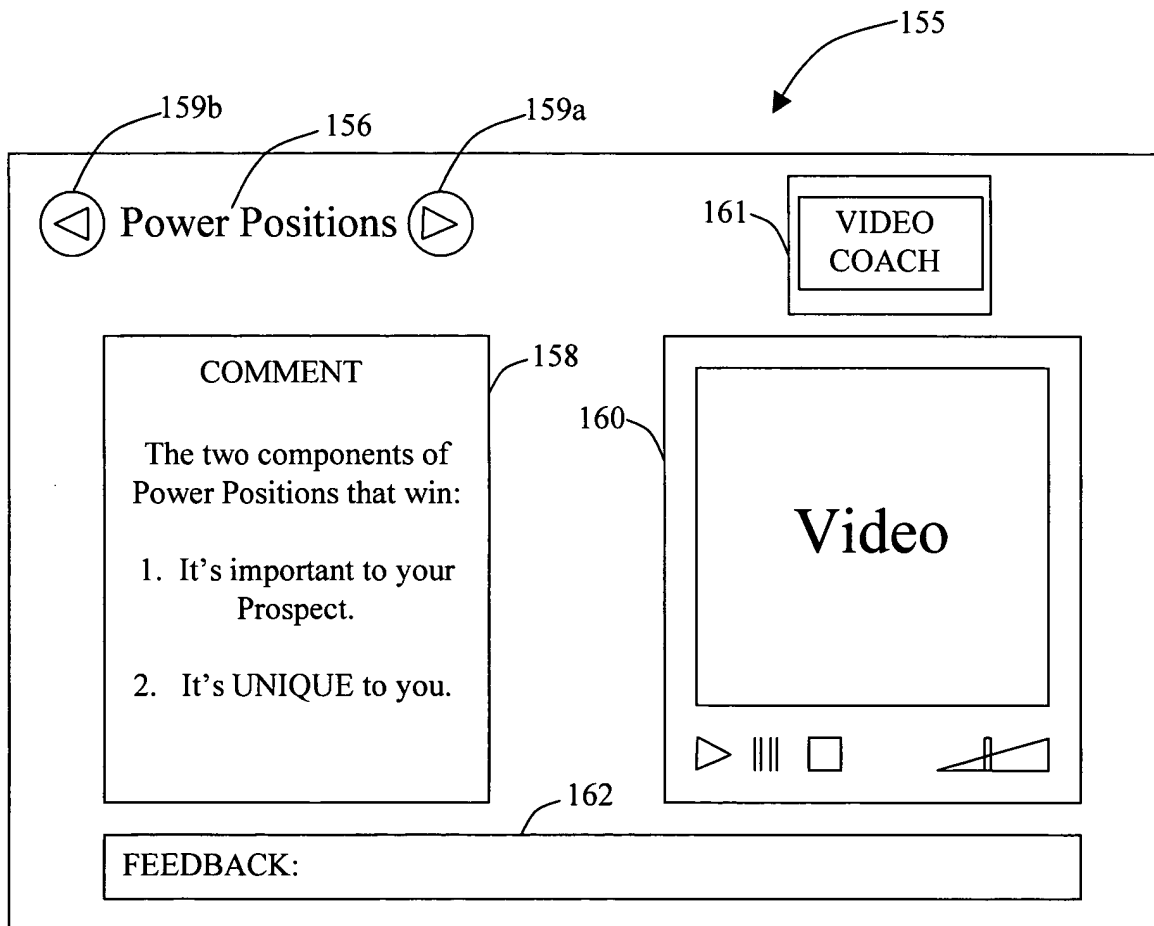 155
159b
156
159a
Power Positions
161
VIDEO
COACH
COMMENT
158
The two components of
Power Positions that win:
1. It's important to your
Prospect.
2. It's UNIQUE to you.
160
Video
162
FEEDBACK: